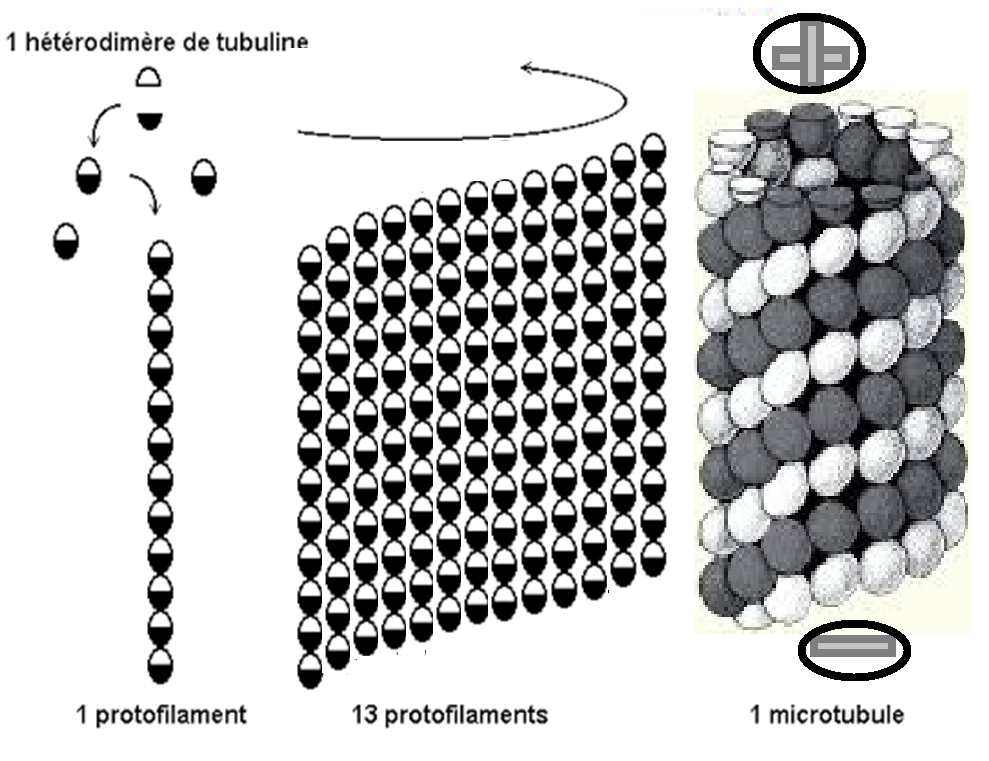 1 hétérodimère de tubuline
1 protofilament
13 protofilaments
1 microtubule